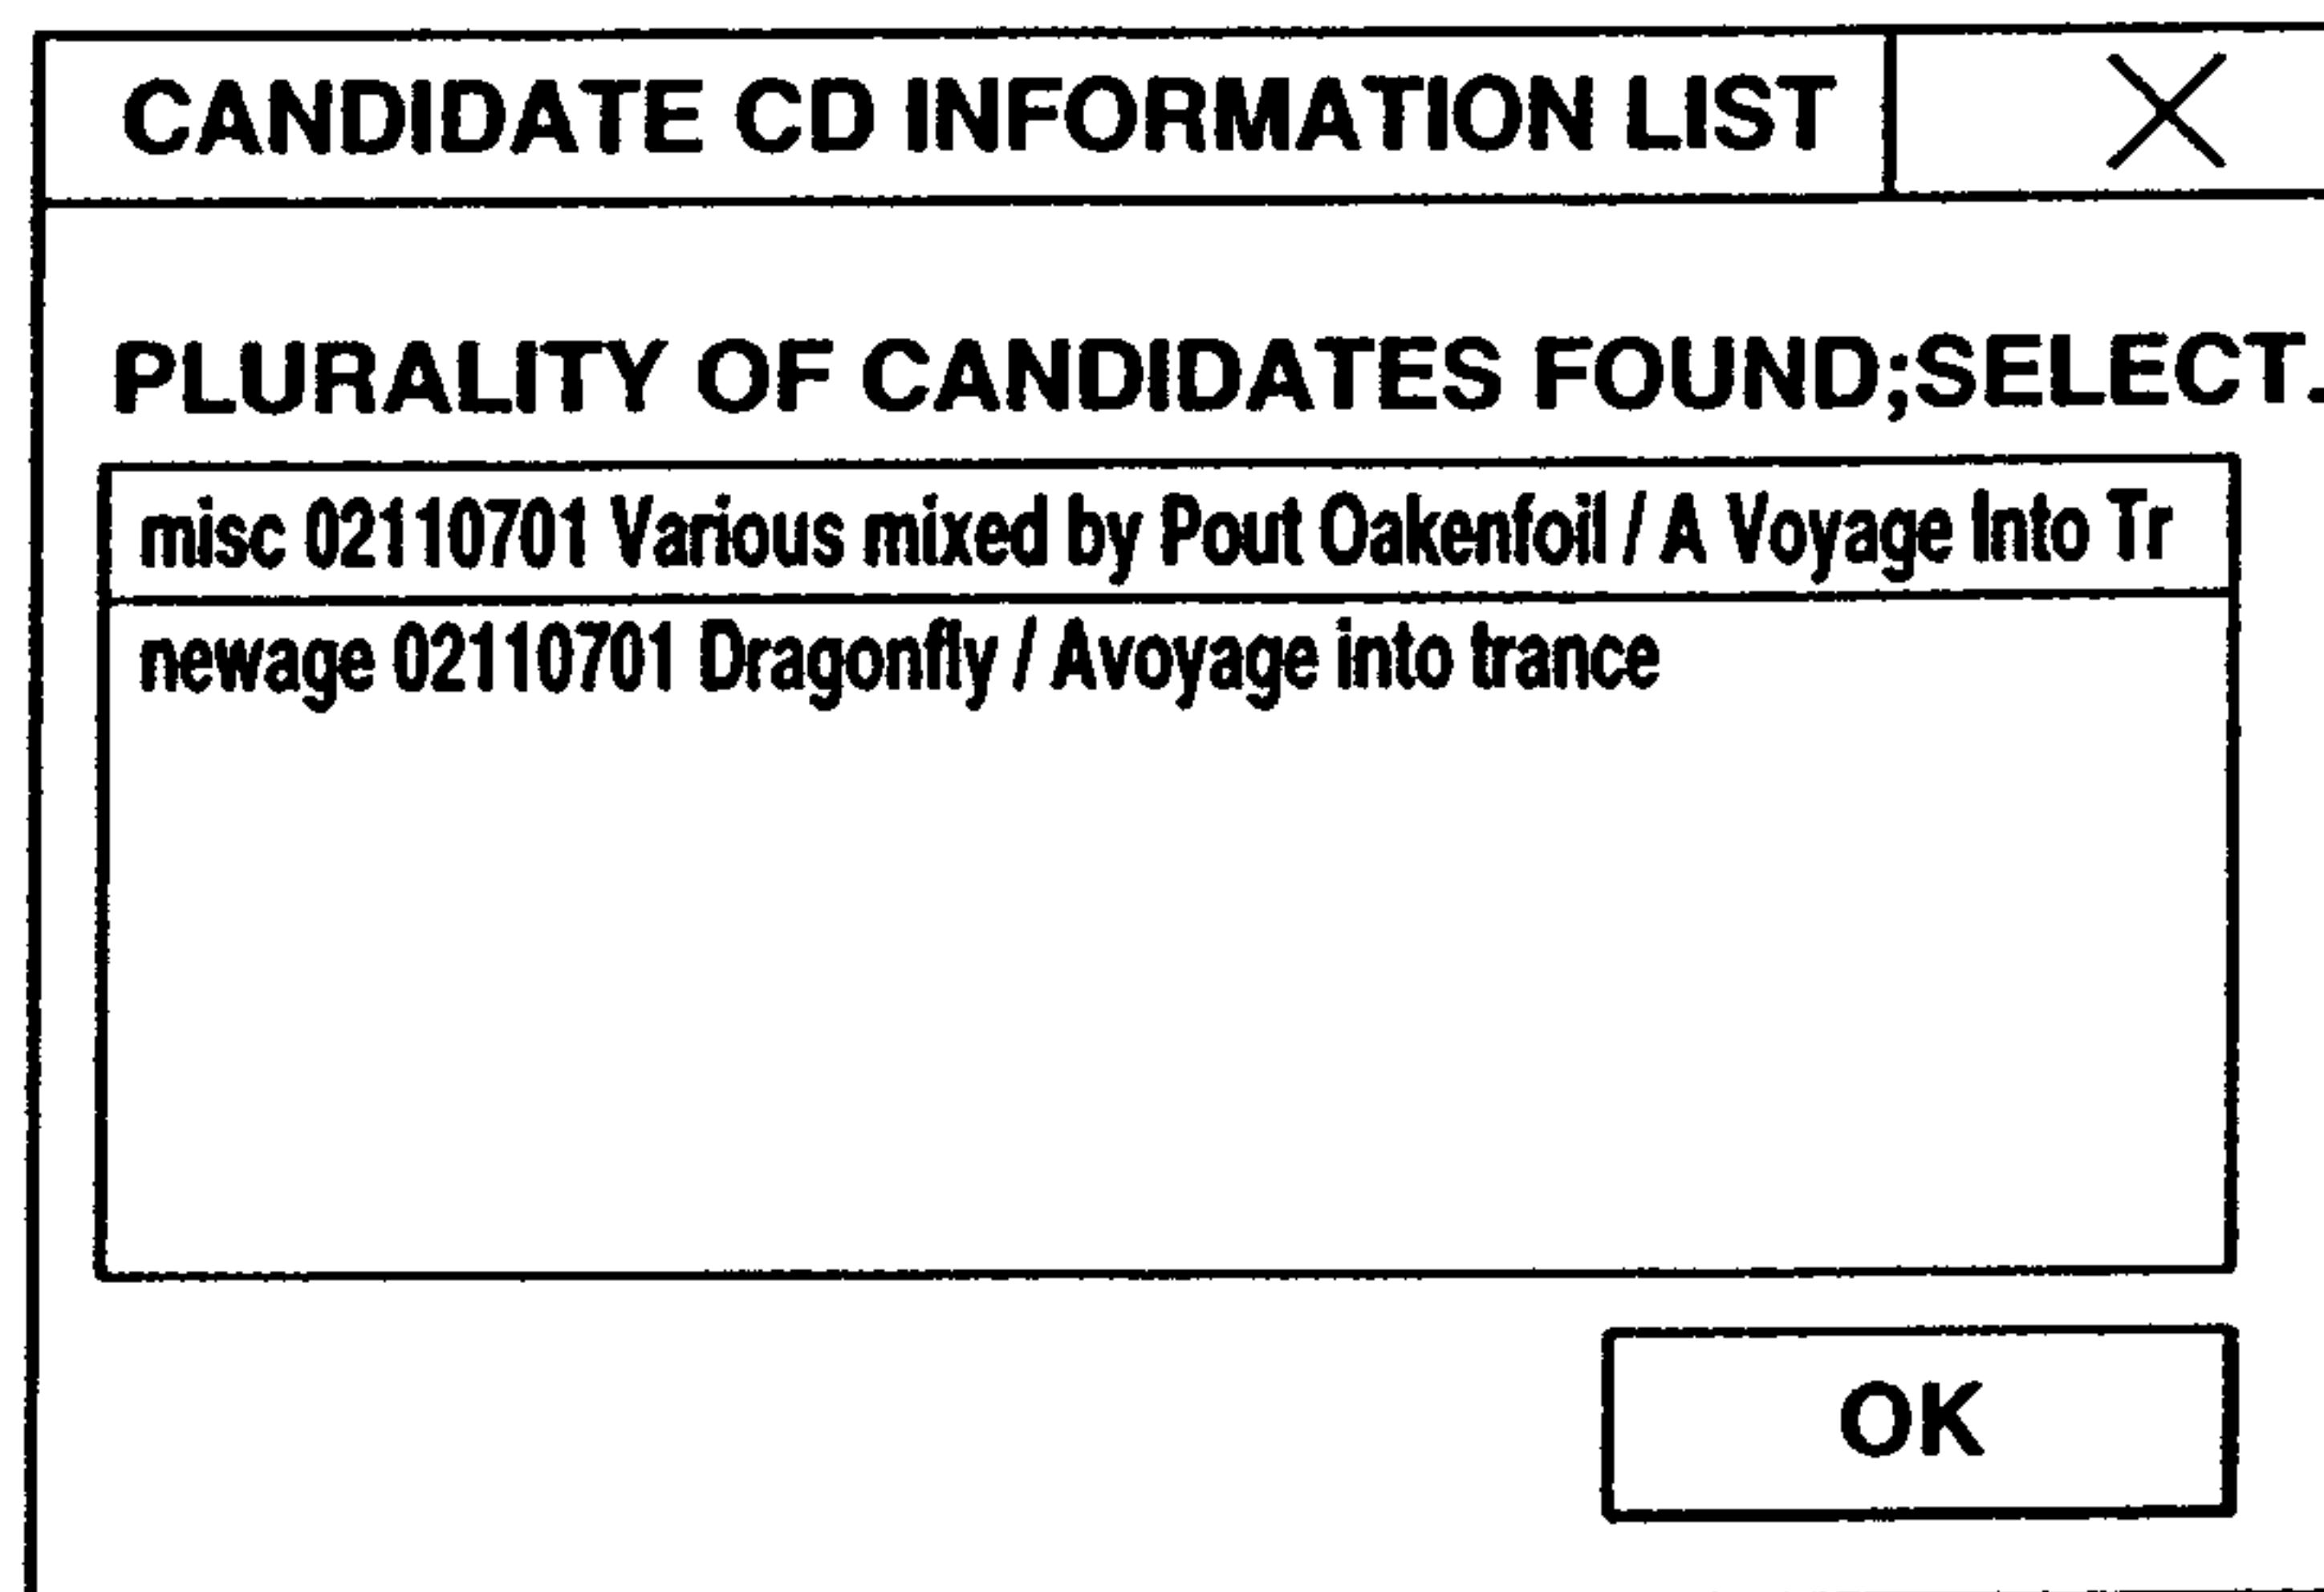 CANDIDATE CD INFORMATION LIST
PLURALITY OF CANDIDATES FOUND;SELECT.
misc 02110701 Various mixed by Pout Oakenfoil / A Voyage Into Tr
newage 02110701 Dragonfly / Avoyage into trance
OK